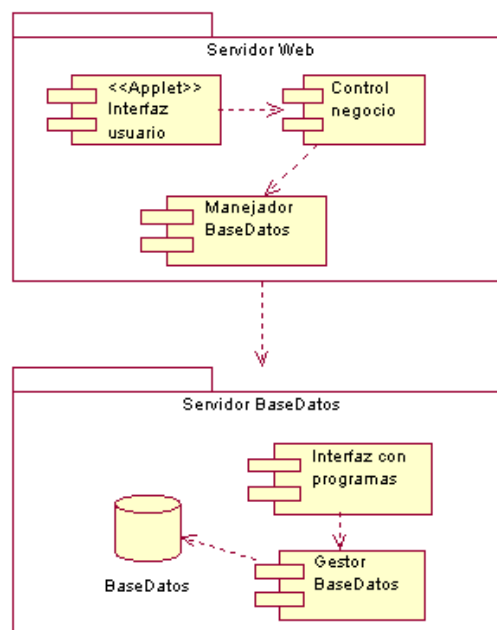 Servidor Web
<<Applet>>
Interfaz
usuario
Control
negocio
Manejador
BaseDatos
Servidor BaseDatos
Interfaz con
programas
Gestor
BaseDatos
BaseDatos